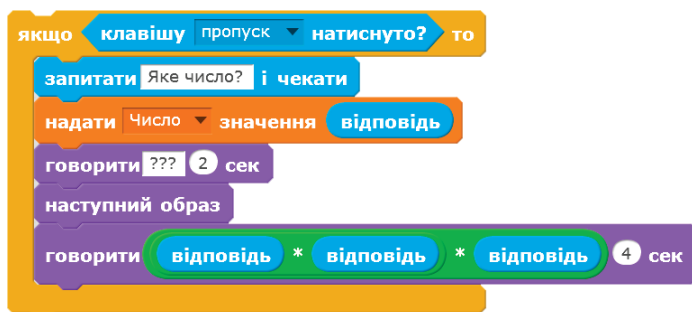 якщо клавішу пропуск натиснуто? то
запитати Яке число? і чекати
надати Число значення відповідь
говорити ??? 2 сек
наступний образ
говорити відповідь * відповідь * відповідь 4 сек